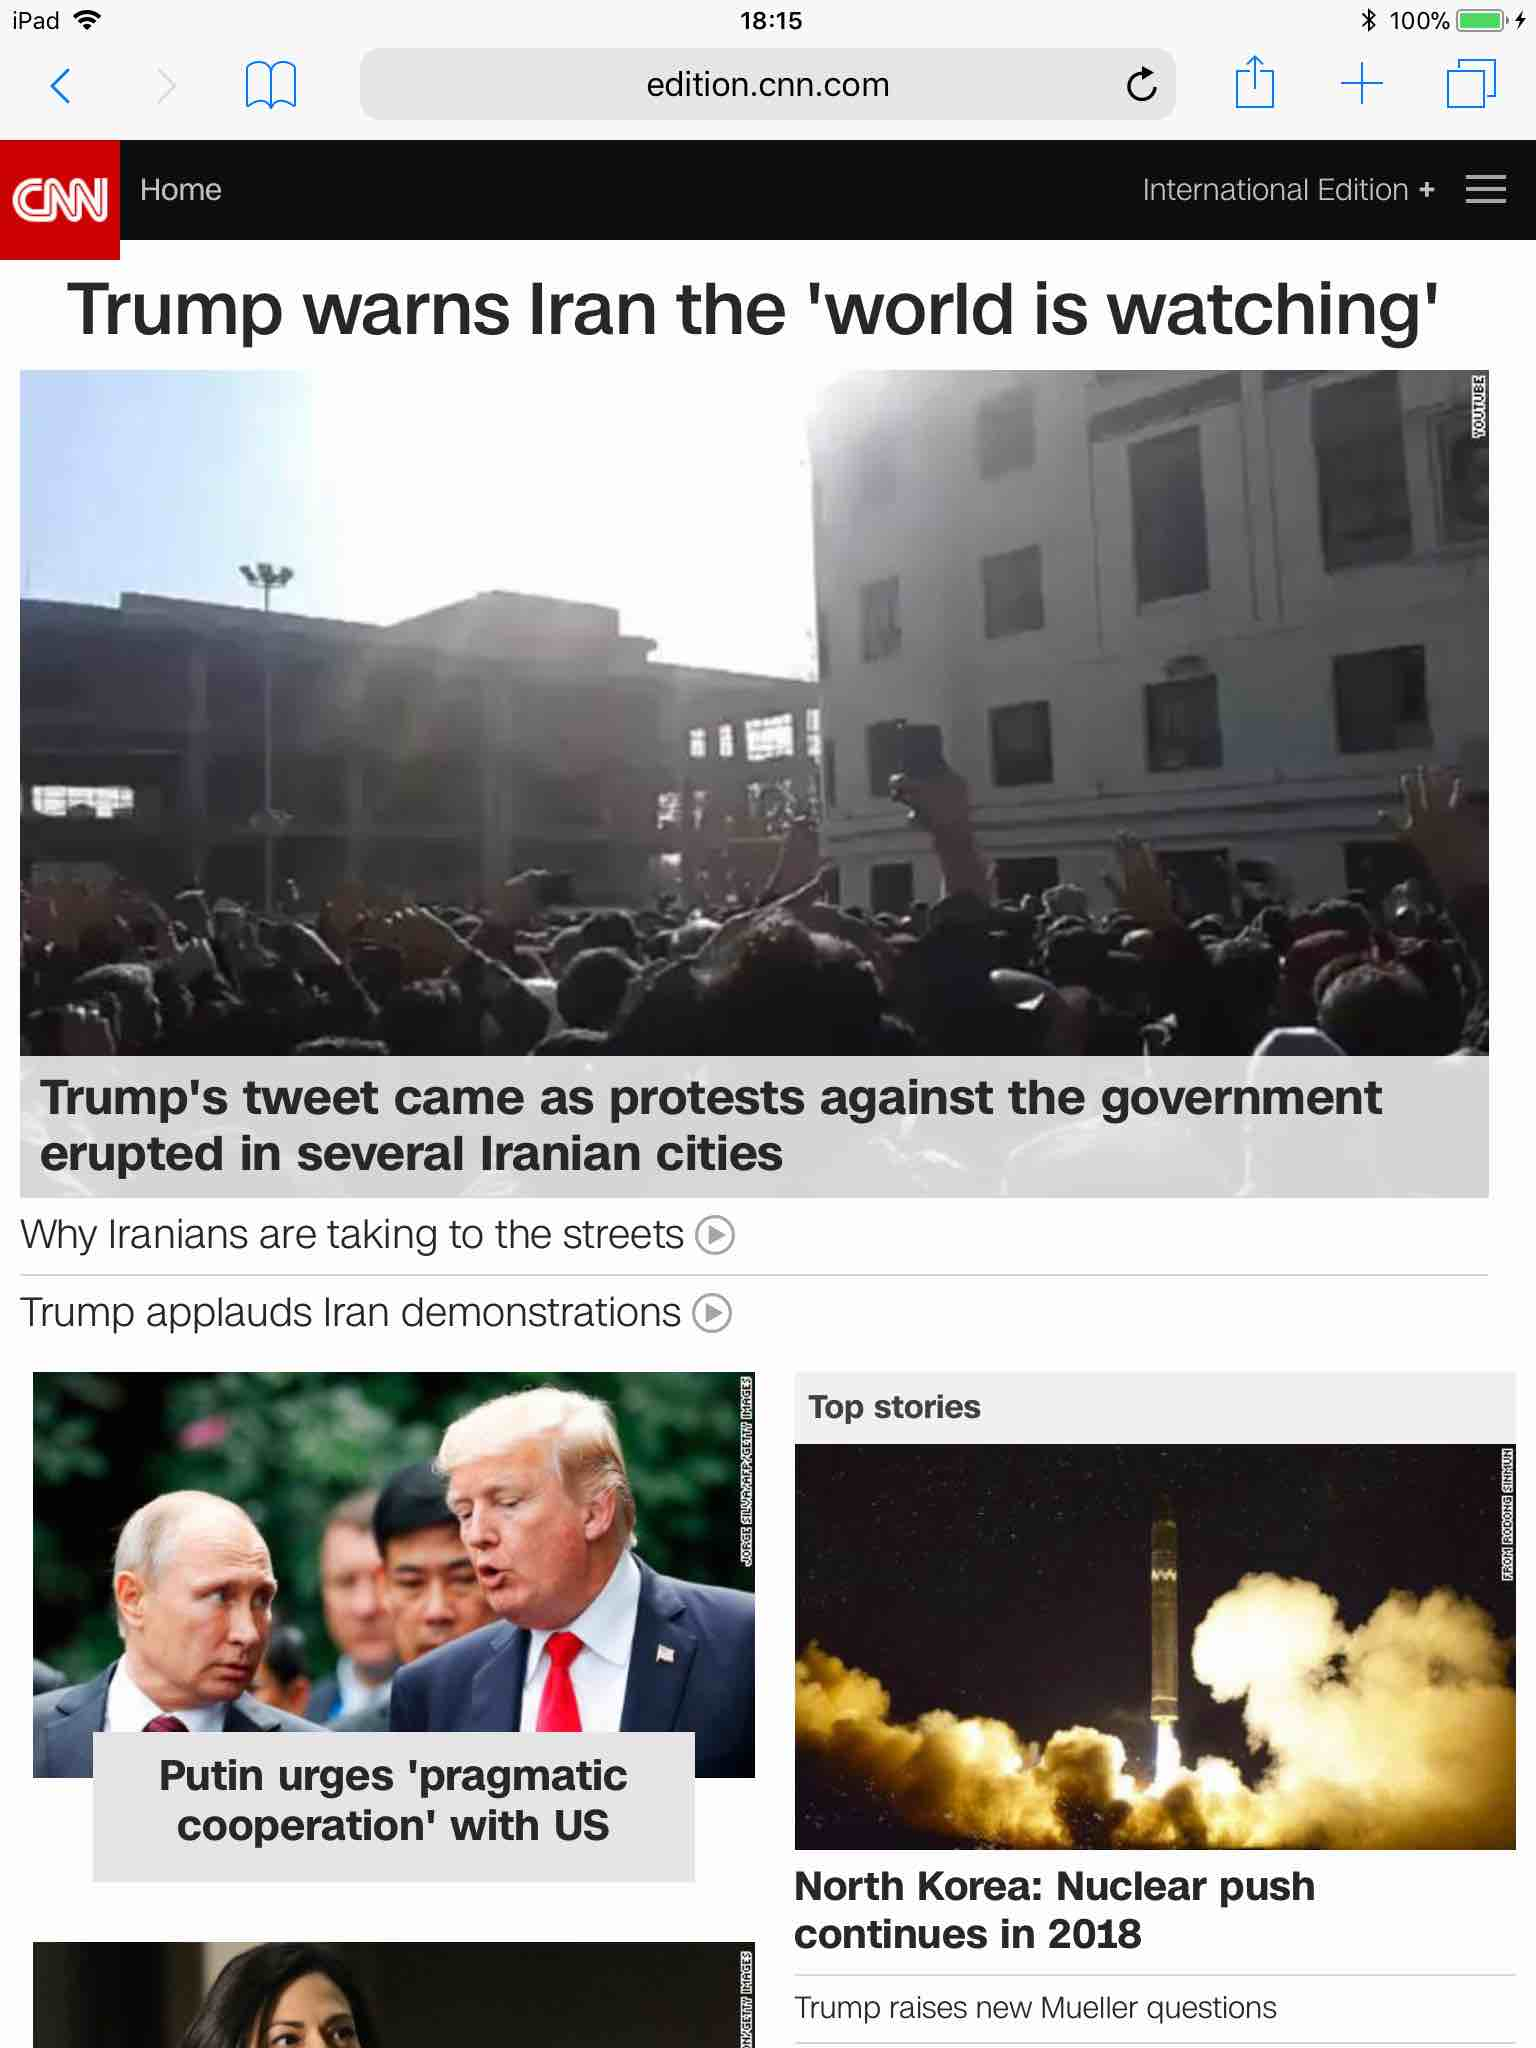 iPad
18:15
100%
edition.cnn.com
CNN
Home
International Edition +
Trump warns Iran the 'world is watching'
YOUTUBE
Trump's tweet came as protests against the government
erupted in several Iranian cities
Why Iranians are taking to the streets
Trump applauds Iran demonstrations
JORGE SILVA/AFP/GETTY IMAGES
Putin urges 'pragmatic
cooperation' with US
Top stories
FROM RODONG SINMUN
North Korea: Nuclear push
continues in 2018
Trump raises new Mueller questions
/GETTY IMAGES